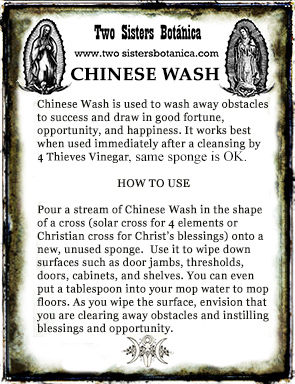 Two Sisters Botánica
www.two sistersbotanica.com
CHINESE WASH
Chinese Wash is used to wash away obstacles
to success and draw in good fortune,
opportunity, and happiness. It works best
when used immediately after a cleansing by
4 Thieves Vinegar, same sponge is OK.
HOW TO USE
Pour a stream of Chinese Wash in the shape
of a cross (solar cross for 4 elements or
Christian cross for Christ's blessings) onto a
new, unused sponge.  Use it to wipe down
surfaces such as door jambs, thresholds,
doors, cabinets, and shelves. You can even
put a tablespoon into your mop water to mop
floors. As you wipe the surface, envision that
you are clearing away obstacles and instilling
blessings and opportunity.